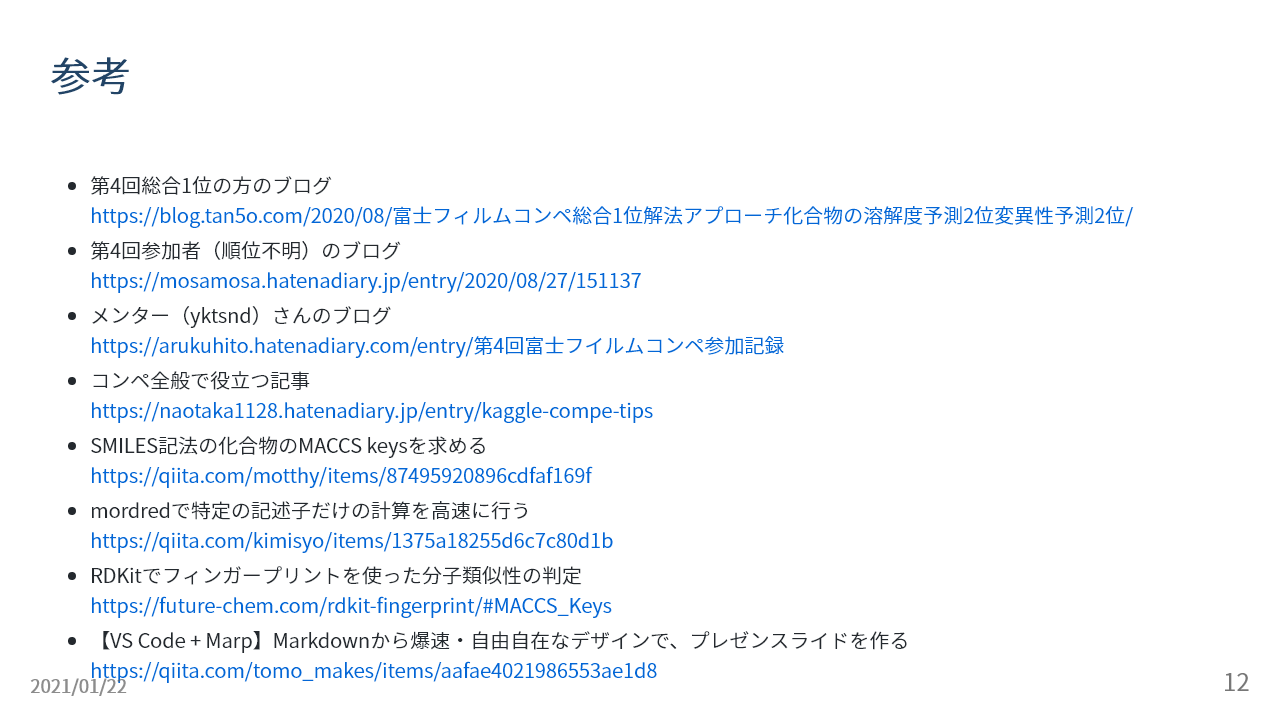 参考
第4回総合1位の方のブログ
https://blog.tan5o.com/2020/08/富士フィルムコンペ総合1位解法アプローチ化合物の溶解度予測2位変異性予測2位/
第4回参加者（順位不明）のブログ
https://mosamosa.hatenadiary.jp/entry/2020/08/27/151137
メンター（yktsnd）さんのブログ
https://arukuhito.hatenadiary.com/entry/第4回富士フイルムコンペ参加記録
コンペ全般で役立つ記事
https://naotaka1128.hatenadiary.jp/entry/kaggle-compe-tips
SMILES記法の化合物のMACCS keysを求める
https://qiita.com/motthy/items/87495920896cdfaf169f
mordredで特定の記述子だけの計算を高速に行う
https://qiita.com/kimisyo/items/1375a18255d6c7c80d1b
RDKitでフィンガープリントを使った分子類似性の判定
https://future-chem.com/rdkit-fingerprint/#MACCS_Keys
【VS Code + Marp】Markdownから爆速・自由自在なデザインで、プレゼンスライドを作る
https://qiita.com/tomo_makes/items/aafae4021986553ae1d8
2021/01/22
12